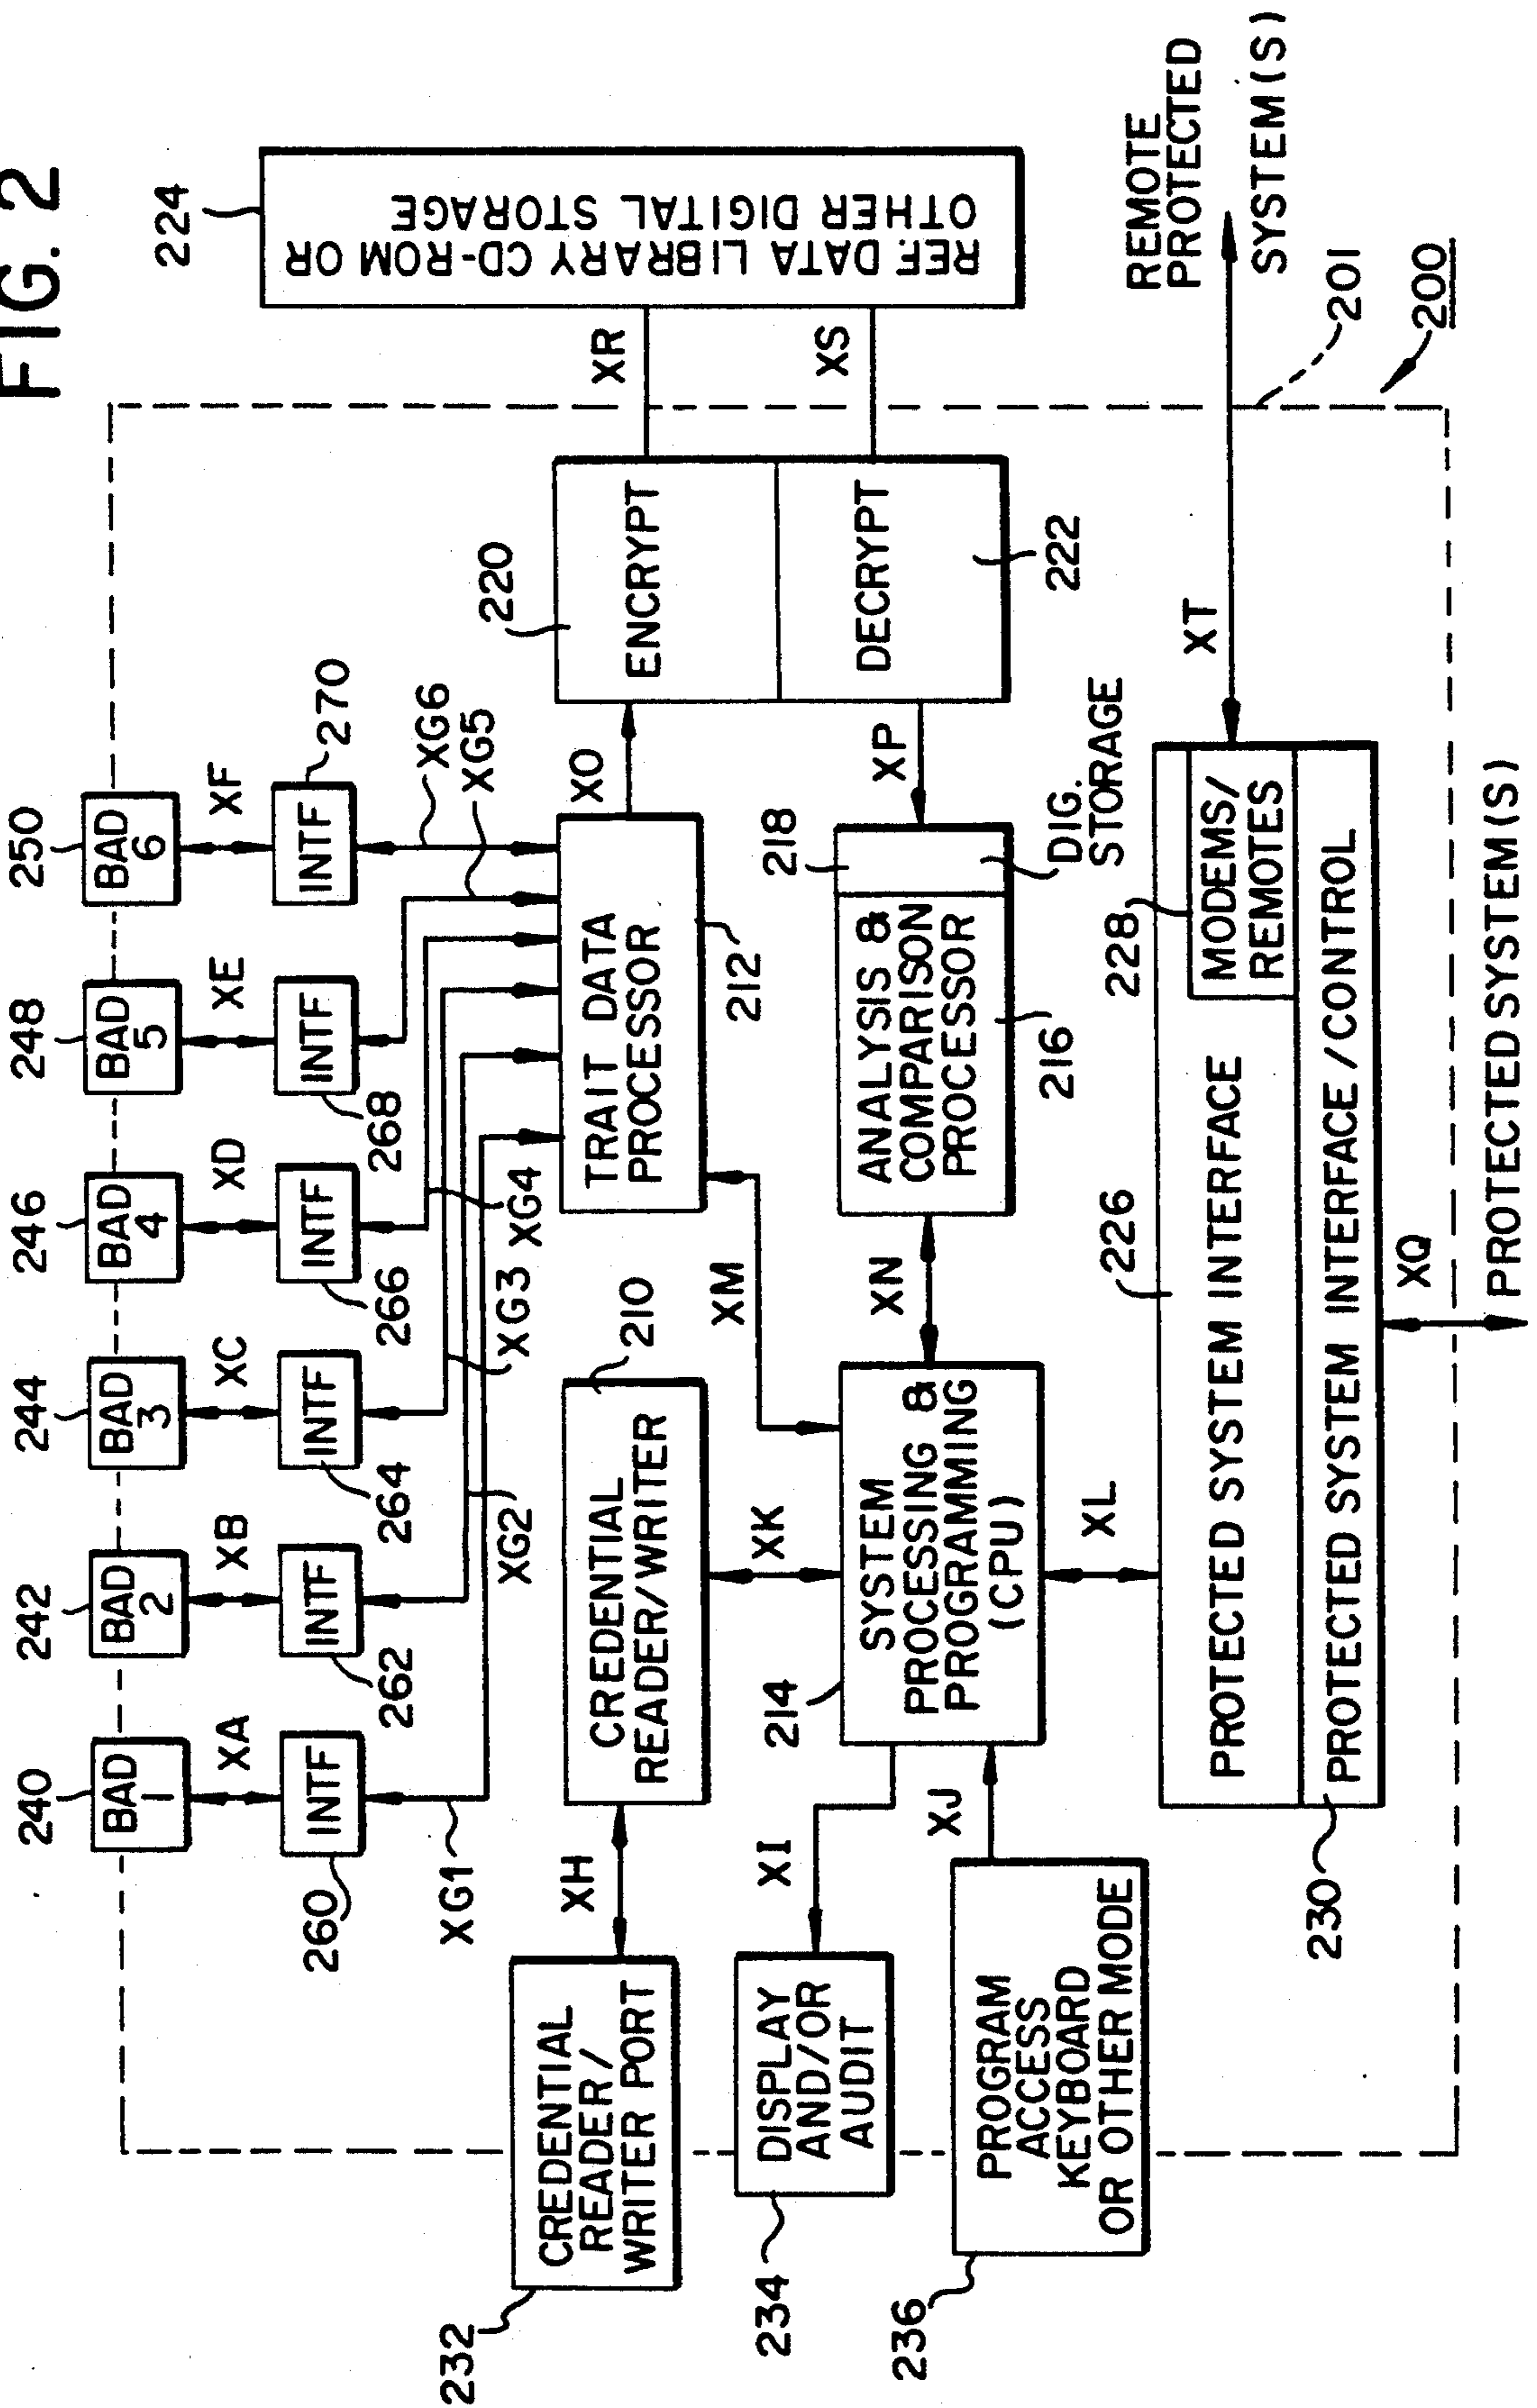 FIG. 2
240
242
244
246
248
250
BAD
1
BAD
2
BAD
3
BAD
4
BAD
5
BAD
6
XA
XB
XC
XD
XE
XF
INTF
INTF
INTF
INTF
INTF
INTF
260
262
264
266
268
270
XG1
XG2
XG3
XG4
XG5
XG6
232
CREDENTIAL
READER/
WRITER PORT
XH
CREDENTIAL
READER/WRITER
210
XM
TRAIT DATA
PROCESSOR
212
XO
220
ENCRYPT
DECRYPT
222
XR
XS
224
REF. DATA LIBRARY CD-ROM OR
OTHER DIGITAL STORAGE
234
DISPLAY
AND/OR
AUDIT
XI
XK
214
SYSTEM
PROCESSING &
PROGRAMMING
(CPU)
XN
ANALYSIS &
COMPARISON
PROCESSOR
216
218
DIG.
STORAGE
XP
236
PROGRAM
ACCESS
KEYBOARD
OR OTHER MODE
XJ
XL
226
PROTECTED SYSTEM INTERFACE
228
MODEMS/
REMOTES
XT
REMOTE
PROTECTED
SYSTEM(S)
230
PROTECTED SYSTEM INTERFACE/CONTROL
XQ
PROTECTED SYSTEM(S)
201
200